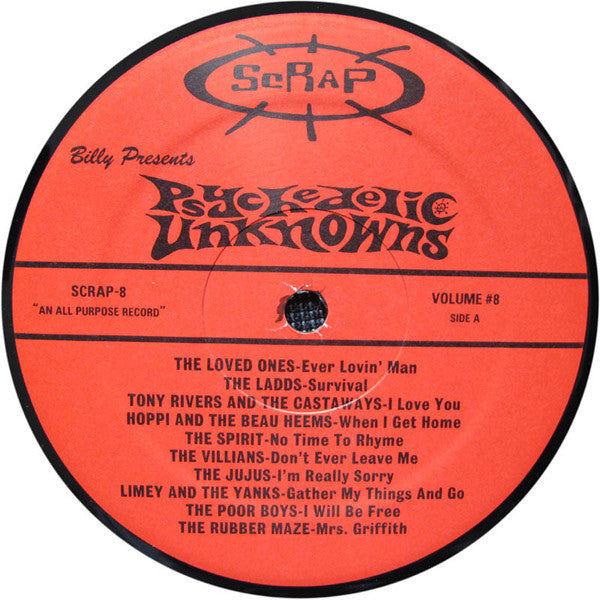 ScRAP
Billy Presents
Psychedelic
Unknowns
SCRAP-8
"AN ALL PURPOSE RECORD"
VOLUME #8
SIDE A
THE LOVED ONES-Ever Lovin' Man
THE LADDS-Survival
TONY RIVERS AND THE CASTAWAYS-I Love You
HOPPI AND THE BEAU HEEMS-When I Get Home
THE SPIRIT-No Time To Rhyme
THE VILLIANS-Don't Ever Leave Me
THE JUJUS-I'm Really Sorry
LIMEY AND THE YANKS-Gather My Things And Go
THE POOR BOYS-I Will Be Free
THE RUBBER MAZE-Mrs. Griffith